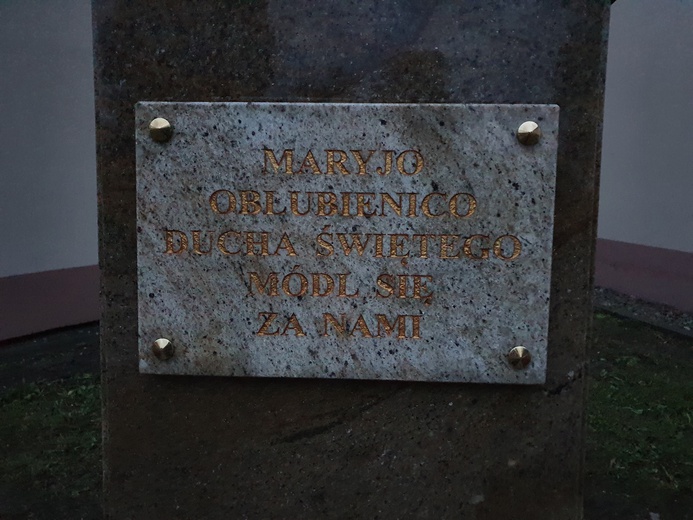 MARYJO
OBLUBIENICO
DUCHA ŚWIĘTEGO
MÓDL SIĘ
ZA NAMI